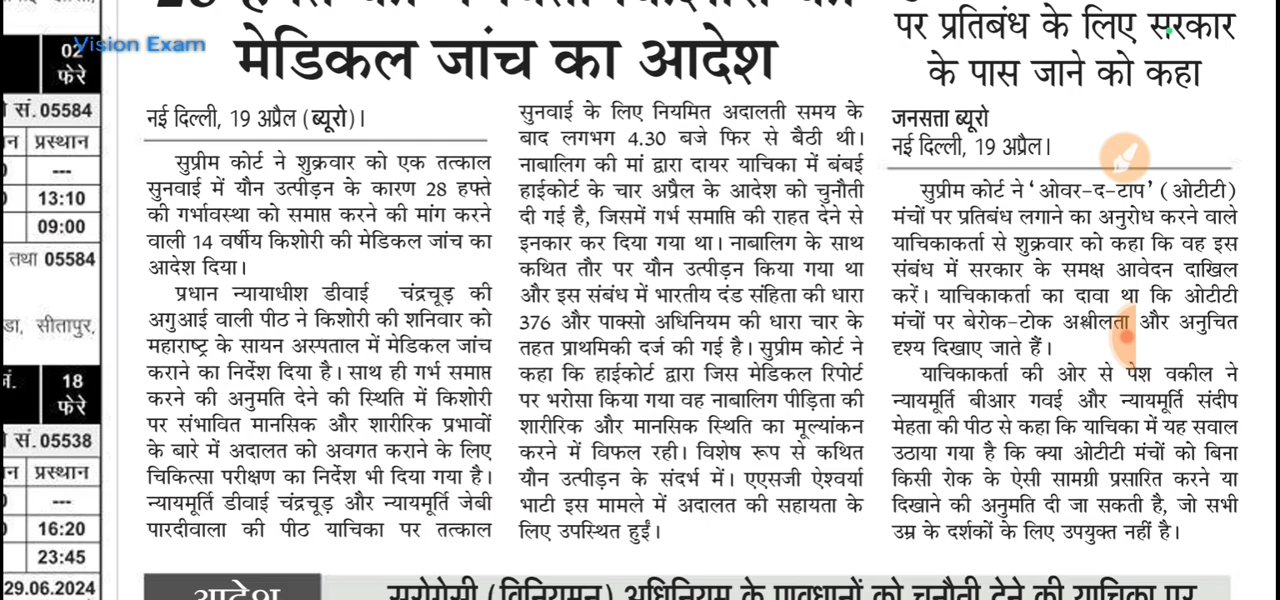 Vision Exam
02
फेरे
सं. 05584
प्रस्थान
---
13:10
09:00
तथा 05584
सीतापुर,
18
फेरे
सं. 05538
प्रस्थान
---
16:20
23:45
29.06.2024
मेडिकल जांच का आदेश
नई दिल्ली, 19 अप्रैल (ब्यूरो)।
सुप्रीम कोर्ट ने शुक्रवार को एक तत्काल
सुनवाई में यौन उत्पीड़न के कारण 28 हफ्ते
की गर्भावस्था को समाप्त करने की मांग करने
वाली 14 वर्षीय किशोरी की मेडिकल जांच का
आदेश दिया।
प्रधान न्यायाधीश डीवाई चंद्रचूड़ की
अगुआई वाली पीठ ने किशोरी की शनिवार को
महाराष्ट्र के सायन अस्पताल में मेडिकल जांच
कराने का निर्देश दिया है। साथ ही गर्भ समाप्त
करने की अनुमति देने की स्थिति में किशोरी
पर संभावित मानसिक और शारीरिक प्रभावों
के बारे में अदालत को अवगत कराने के लिए
चिकित्सा परीक्षण का निर्देश भी दिया गया है।
न्यायमूर्ति डीवाई चंद्रचूड़ और न्यायमूर्ति जेबी
पारदीवाला की पीठ याचिका पर तत्काल
सुनवाई के लिए नियमित अदालती समय के
बाद लगभग 4.30 बजे फिर से बैठी थी।
नाबालिग की मां द्वारा दायर याचिका में बंबई
हाईकोर्ट के चार अप्रैल के आदेश को चुनौती
दी गई है, जिसमें गर्भ समाप्ति की राहत देने से
इनकार कर दिया गया था। नाबालिग के साथ
कथित तौर पर यौन उत्पीड़न किया गया था
और इस संबंध में भारतीय दंड संहिता की धारा
376 और पाक्सो अधिनियम की धारा चार के
तहत प्राथमिकी दर्ज की गई है। सुप्रीम कोर्ट ने
कहा कि हाईकोर्ट द्वारा जिस मेडिकल रिपोर्ट
पर भरोसा किया गया वह नाबालिग पीड़िता की
शारीरिक और मानसिक स्थिति का मूल्यांकन
करने में विफल रही। विशेष रूप से कथित
यौन उत्पीड़न के संदर्भ में। एएसजी ऐश्वर्या
भाटी इस मामले में अदालत की सहायता के
लिए उपस्थित हुईं।
पर प्रतिबंध के लिए सरकार
के पास जाने को कहा
जनसत्ता ब्यूरो
नई दिल्ली, 19 अप्रैल।
सुप्रीम कोर्ट ने ‘ओवर-द-टाप’ (ओटीटी)
मंचों पर प्रतिबंध लगाने का अनुरोध करने वाले
याचिकाकर्ता से शुक्रवार को कहा कि वह इस
संबंध में सरकार के समक्ष आवेदन दाखिल
करें। याचिकाकर्ता का दावा था कि ओटीटी
मंचों पर बेरोक-टोक अश्लीलता और अनुचित
दृश्य दिखाए जाते हैं।
याचिकाकर्ता की ओर से पेश वकील ने
न्यायमूर्ति बीआर गवई और न्यायमूर्ति संदीप
मेहता की पीठ से कहा कि याचिका में यह सवाल
उठाया गया है कि क्या ओटीटी मंचों को बिना
किसी रोक के ऐसी सामग्री प्रसारित करने या
दिखाने की अनुमति दी जा सकती है, जो सभी
उम्र के दर्शकों के लिए उपयुक्त नहीं है।
आदेश
सरोगेसी (विनियमन) अधिनियम के प्रावधानों को चुनौती देने की याचिका पर